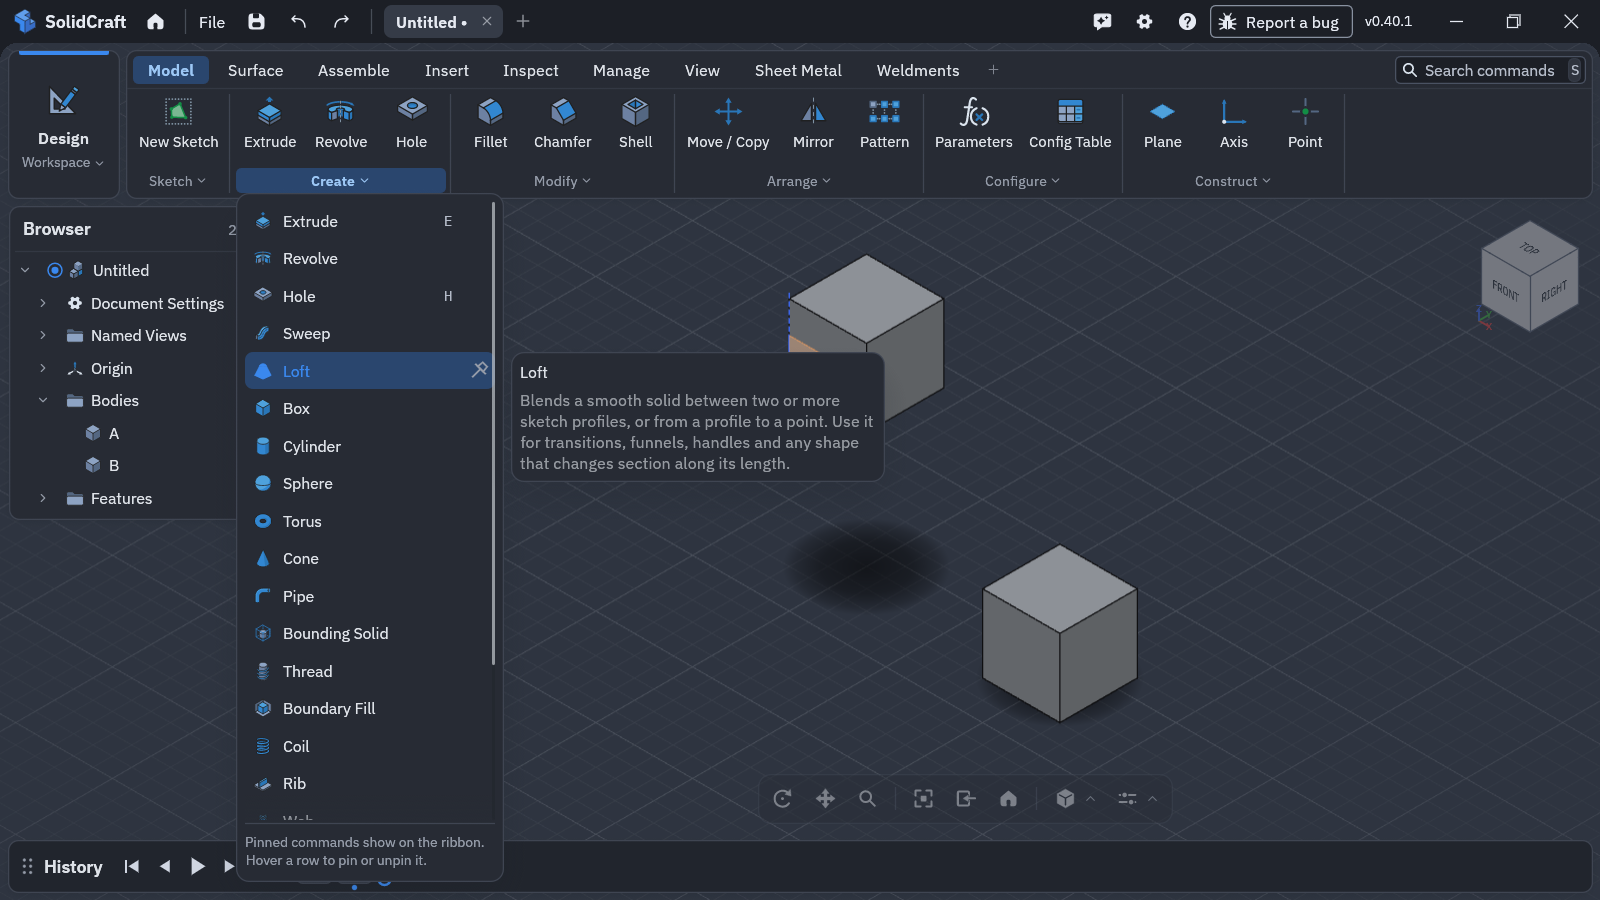 SolidCraft
File
Untitled •
Report a bug
v0.40.1
Design
Workspace
Model
Surface
Assemble
Insert
Inspect
Manage
View
Sheet Metal
Weldments
Search commands
S
New Sketch
Extrude
Revolve
Hole
Fillet
Chamfer
Shell
Move / Copy
Mirror
Pattern
Parameters
Config Table
Plane
Axis
Point
Sketch
Create
Modify
Arrange
Configure
Construct
Browser
2
Untitled
Document Settings
Named Views
Origin
Bodies
A
B
Features
Extrude
E
Revolve
Hole
H
Sweep
Loft
Box
Cylinder
Sphere
Torus
Cone
Pipe
Bounding Solid
Thread
Boundary Fill
Coil
Rib
Pinned commands show on the ribbon.
Hover a row to pin or unpin it.
Loft
Blends a smooth solid between two or more
sketch profiles, or from a profile to a point. Use it
for transitions, funnels, handles and any shape
that changes section along its length.
TOP
FRONT
RIGHT
X
History